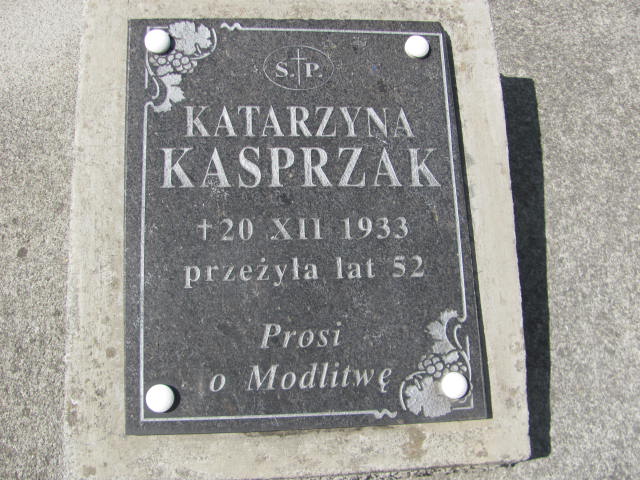 S.†P.
KATARZYNA
KASPRZAK
†20 XII 1933
przeżyła lat 52
Prosi
o Modlitwę